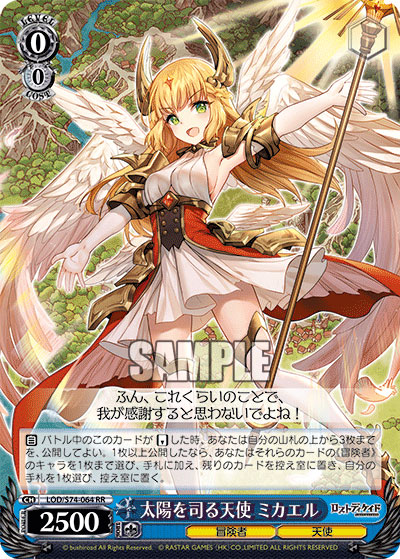 LEVEL
0
0
COST
SAMPLE
ふん、これくらいのことで、
我が感謝すると思わないでよね!
自 バトル中のこのカードが【】した時、あなたは自分の山札の上から3枚まで
を、公開してよい。1枚以上公開したなら、あなたはそれらのカードの《冒険者》
のキャラを1枚まで選び、手札に加え、残りのカードを控え室に置き、自分の
手札を1枚選び、控え室に置く。
CH LOD/S74-064 RR
2500
太陽を司る天使 ミカエル
ロストディケイド
冒険者 天使
© bushiroad All Rights Reserved. © RASTAR GAMES (HK) CO.,LIMITED ALL RIGHTS RESERVED.